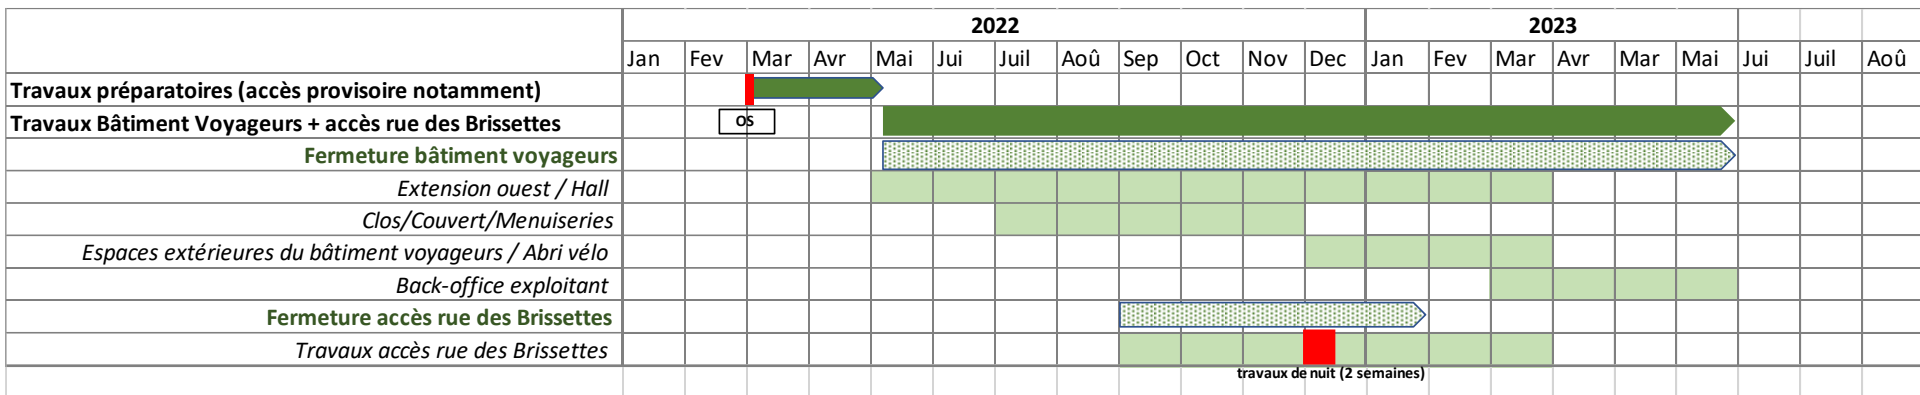 2022 2023
Jan Fev Mar Avr Mai Jui Juil Aoû Sep Oct Nov Dec Jan Fev Mar Avr Mar Mai Jui Juil Aoû
Travaux préparatoires (accès provisoire notamment)
Travaux Bâtiment Voyageurs + accès rue des Brissettes OS
Fermeture bâtiment voyageurs
Extension ouest / Hall
Clos/Couvert/Menuiseries
Espaces extérieures du bâtiment voyageurs / Abri vélo
Back-office exploitant
Fermeture accès rue des Brissettes
Travaux accès rue des Brissettes
travaux de nuit (2 semaines)